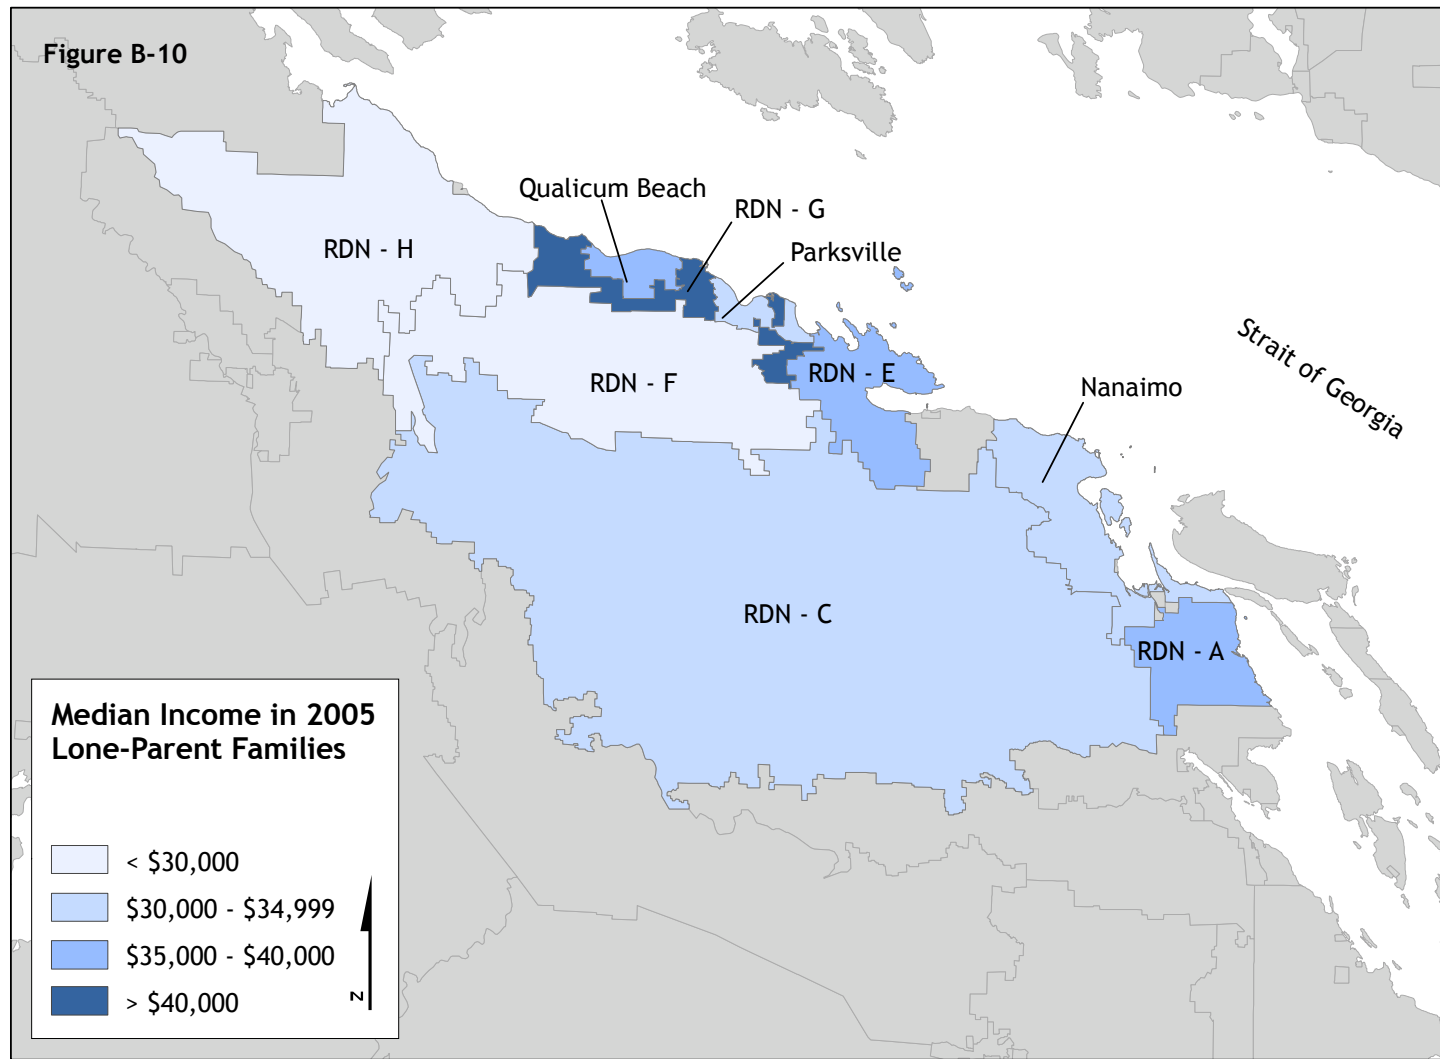 Figure B-10
Qualicum Beach
RDN - G
RDN - H
Parksville
Strait of Georgia
RDN - F
RDN - E
Nanaimo
RDN - C
RDN - A
Median Income in 2005
Lone-Parent Families
< $30,000
$30,000 - $34,999
$35,000 - $40,000
> $40,000
N